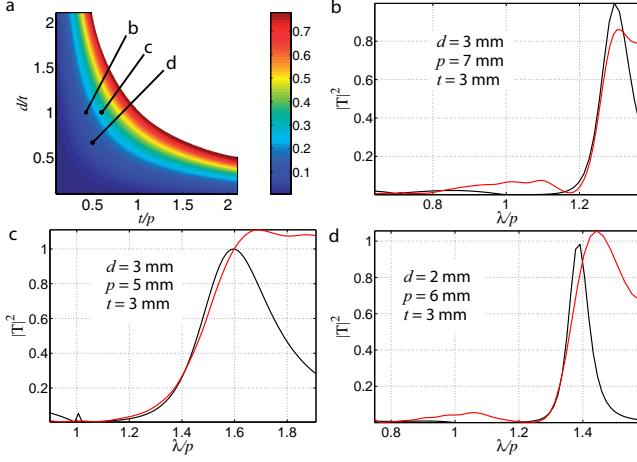 a
b
c
d
d/t
2
1.5
1
0.5
0.5
1
1.5
2
t/p
0.7
0.6
0.5
0.4
0.3
0.2
0.1
0
b
d = 3 mm
p = 7 mm
t = 3 mm
|T|²
0.8
0.6
0.4
0.2
0.8
1
1.2
λ/p
c
d = 3 mm
p = 5 mm
t = 3 mm
|T|²
1
0.8
0.6
0.4
0.2
1
1.2
1.4
1.6
1.8
λ/p
d
d = 2 mm
p = 6 mm
t = 3 mm
|T|²
1
0.8
0.6
0.4
0.2
0.8
1
1.2
1.4
λ/p